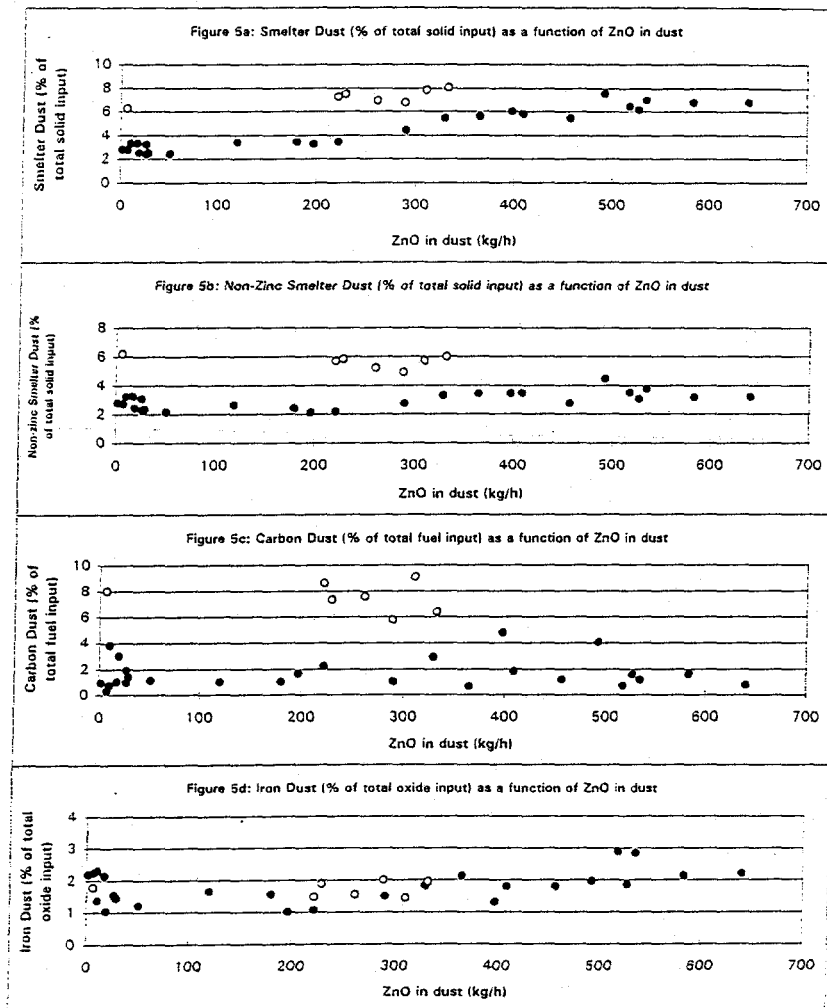 Figure 5a: Smelter Dust (% of total solid input) as a function of ZnO in dust
Smelter Dust (% of
total solid input)
10
8
6
4
2
0
0 100 200 300 400 500 600 700
ZnO in dust (kg/h)
Figure 5b: Non-Zinc Smelter Dust (% of total solid input) as a function of ZnO in dust
Non-zinc Smelter Dust (%
of total solid input)
8
6
4
2
0
0 100 200 300 400 500 600 700
ZnO in dust (kg/h)
Figure 5c: Carbon Dust (% of total fuel input) as a function of ZnO in dust
Carbon Dust (% of
total fuel input)
10
8
6
4
2
0
0 100 200 300 400 500 600 700
ZnO in dust (kg/h)
Figure 5d: Iron Dust (% of total oxide input) as a function of ZnO in dust
Iron Dust (% of total
oxide input)
4
3
2
1
0
0 100 200 300 400 500 600 700
ZnO in dust (kg/h)